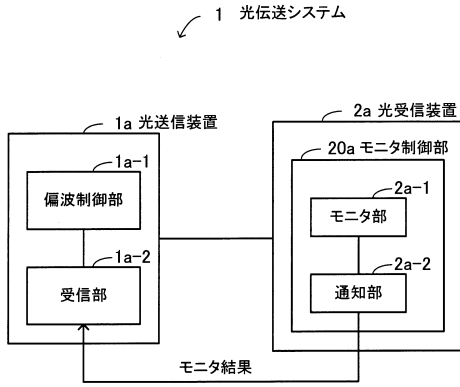 1 光伝送システム
1a 光送信装置
1a-1
偏波制御部
1a-2
受信部
2a 光受信装置
20a モニタ制御部
2a-1
モニタ部
2a-2
通知部
モニタ結果